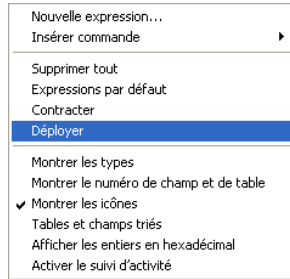 Nouvelle expression...
Insérer commande
Supprimer tout
Expressions par défaut
Contracter
Déployer
Montrer les types
Montrer le numéro de champ et de table
Montrer les icônes
Tables et champs triés
Afficher les entiers en hexadécimal
Activer le suivi d'activité